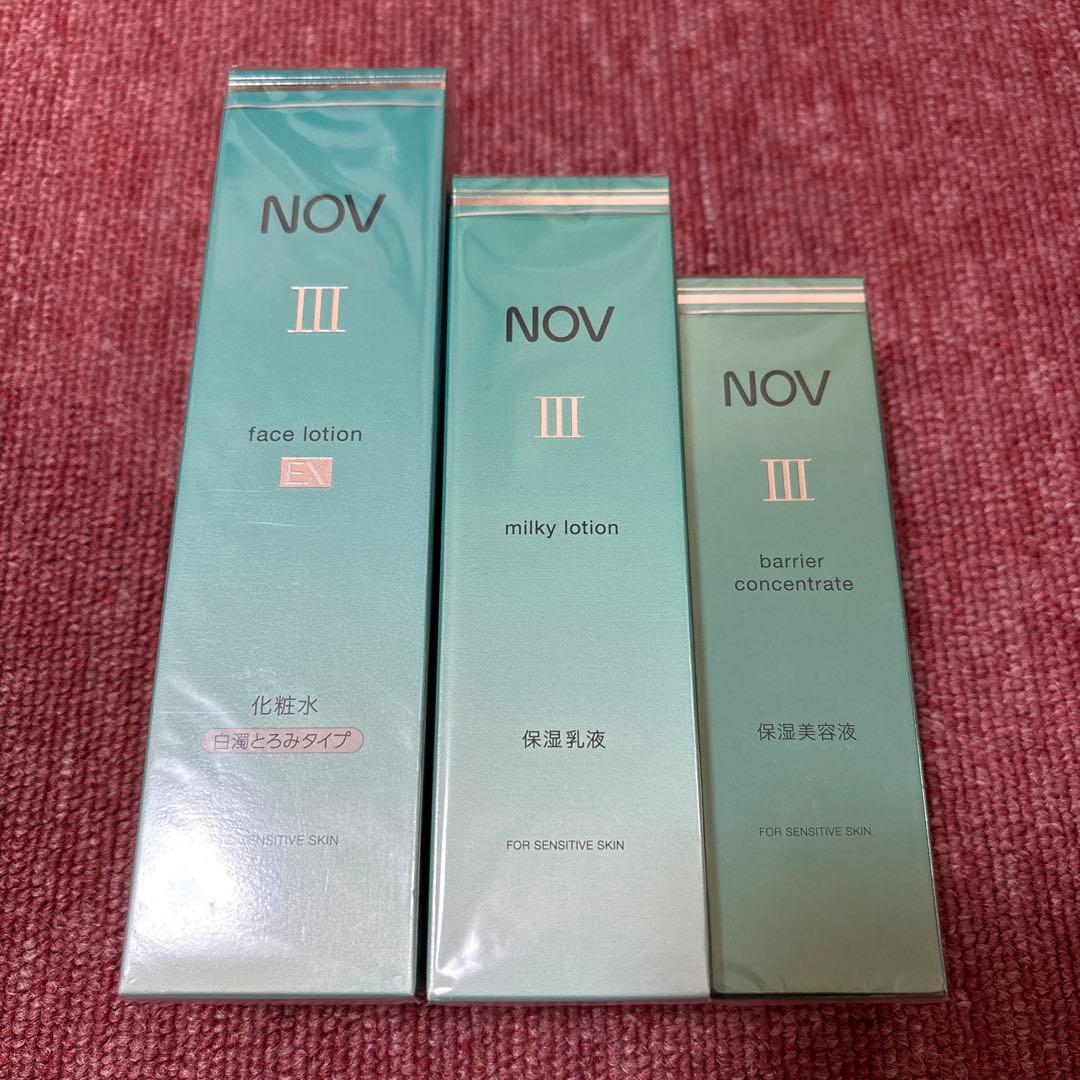 NOV
III
face lotion
EX
化粧水
白濁とろみタイプ
SENSITIVE SKIN
NOV
III
milky lotion
保湿乳液
FOR SENSITIVE SKIN
NOV
III
barrier
concentrate
保湿美容液
FOR SENSITIVE SKIN